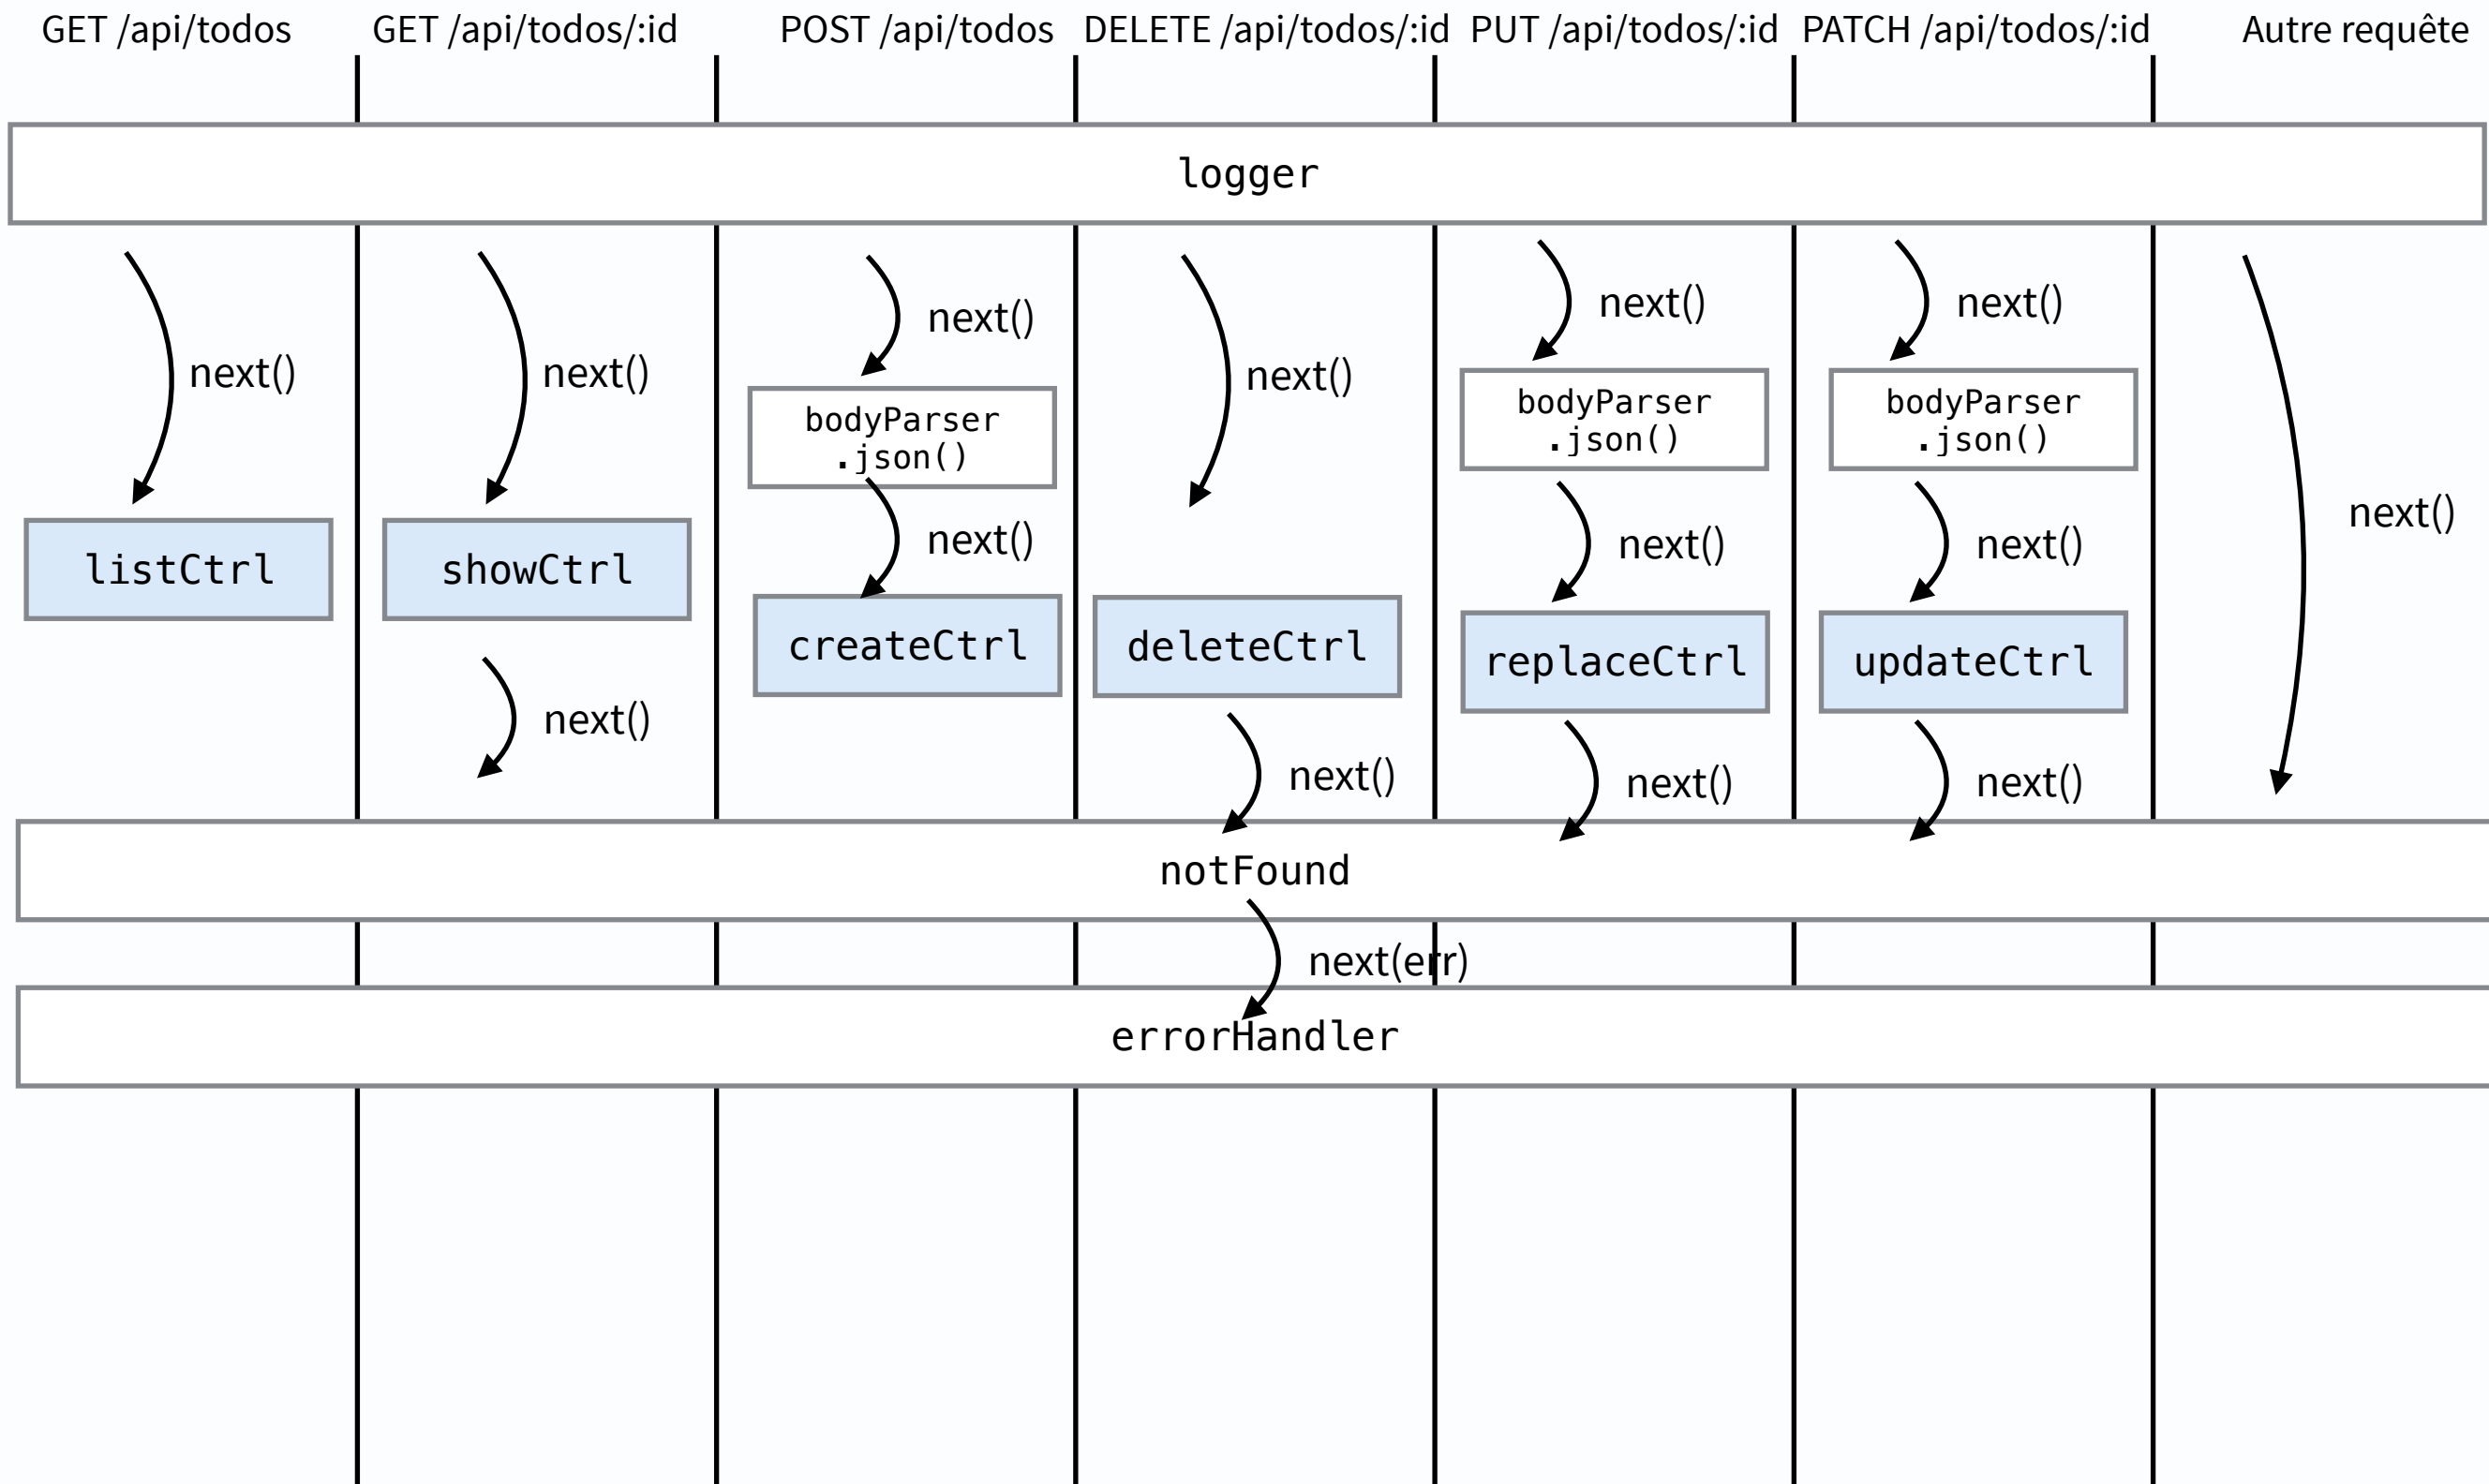 GET /api/todos
GET /api/todos/:id
POST /api/todos
DELETE /api/todos/:id
PUT /api/todos/:id
PATCH /api/todos/:id
Autre requête
logger
next()
next()
next()
next()
next()
next()
next()
bodyParser
.json()
bodyParser
.json()
bodyParser
.json()
next()
next()
next()
listCtrl
showCtrl
createCtrl
deleteCtrl
replaceCtrl
updateCtrl
next()
next()
next()
next()
notFound
next(err)
errorHandler